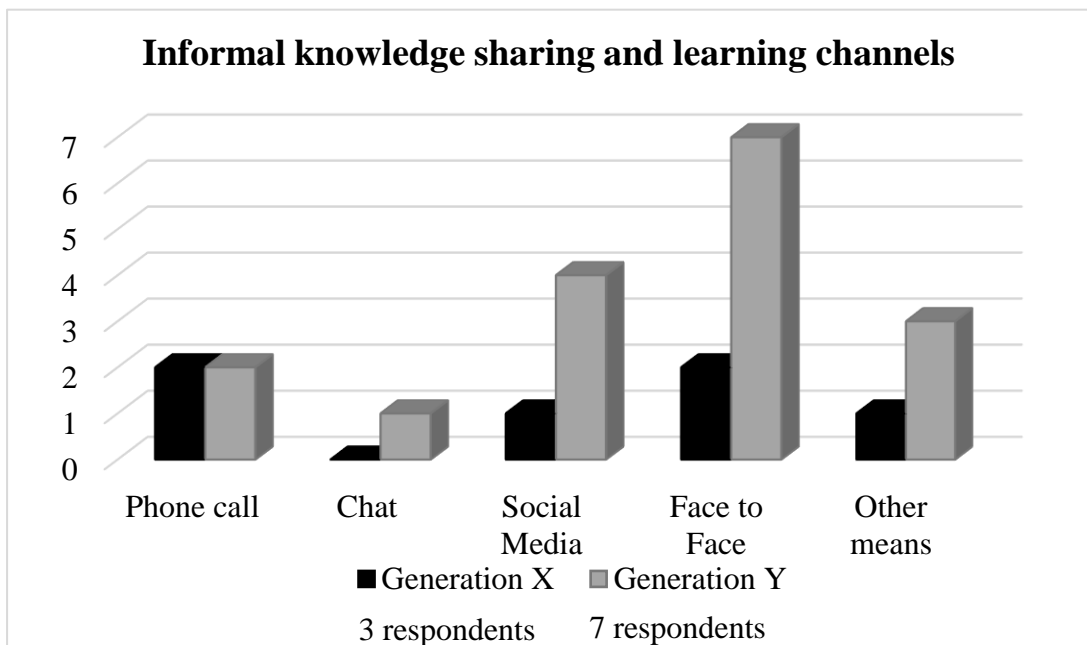 Informal knowledge sharing and learning channels
7
6
5
4
3
2
1
0
Phone call
Chat
Social
Media
Face to
Face
Other
means
Generation X
Generation Y
3 respondents
7 respondents